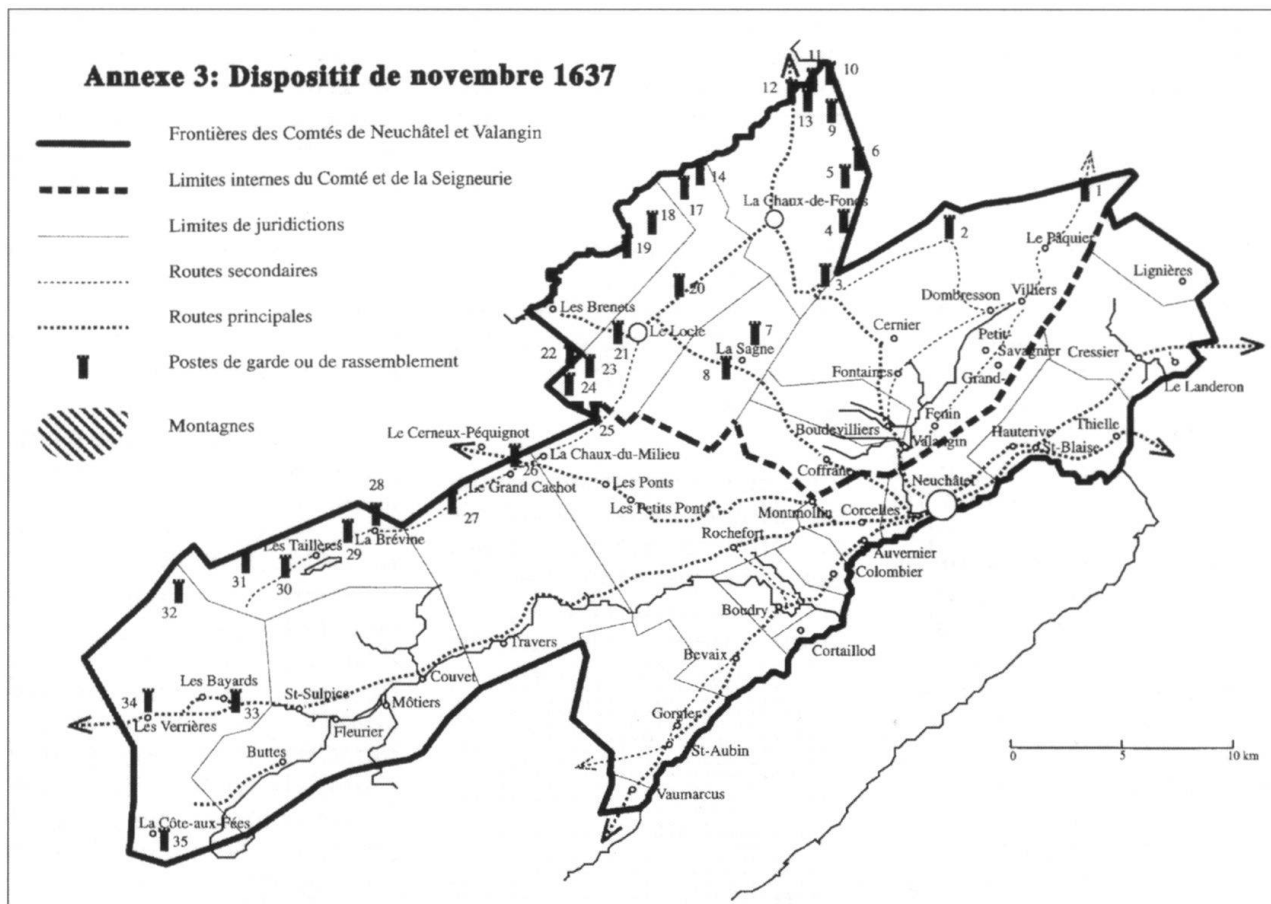 Annexe 3: Dispositif de novembre 1637
Frontières des Comtés de Neuchâtel et Valangin
Limites internes du Comté et de la Seigneurie
Limites de juridictions
Routes secondaires
Routes principales
Postes de garde ou de rassemblement
Montagnes
11
10
12
13
9
6
5
14
17
La Chaux-de-Fonds
4
18
19
1
2
Le Pâquier
Lignières
3
20
Les Brenets
Dombresson
Villiers
Le Locle
21
7
La Sagne
8
Cernier
Petit-
Savagnier
Grand-
Cressier
Le Landeron
22
23
24
Fontaines
25
Fenin
Boudevilliers
Valangin
Hauterive
St-Blaise
Thielle
Le Cerneux-Péquignot
La Chaux-du-Milieu
26
Coffrane
Neuchâtel
Le Grand Cachot
Les Ponts
Les Petits Ponts
Montmollin
Corcelles
27
28
29
La Brévine
Les Taillères
30
31
32
Rochefort
Auvernier
Colombier
Boudry
Cortaillod
Travers
Bevaix
Couvet
Les Bayards
St-Sulpice
Môtiers
34
33
Les Verrières
Fleurier
Gorgier
Buttes
St-Aubin
0 5 10 km
Vaumarcus
La Côte-aux-Fées
35